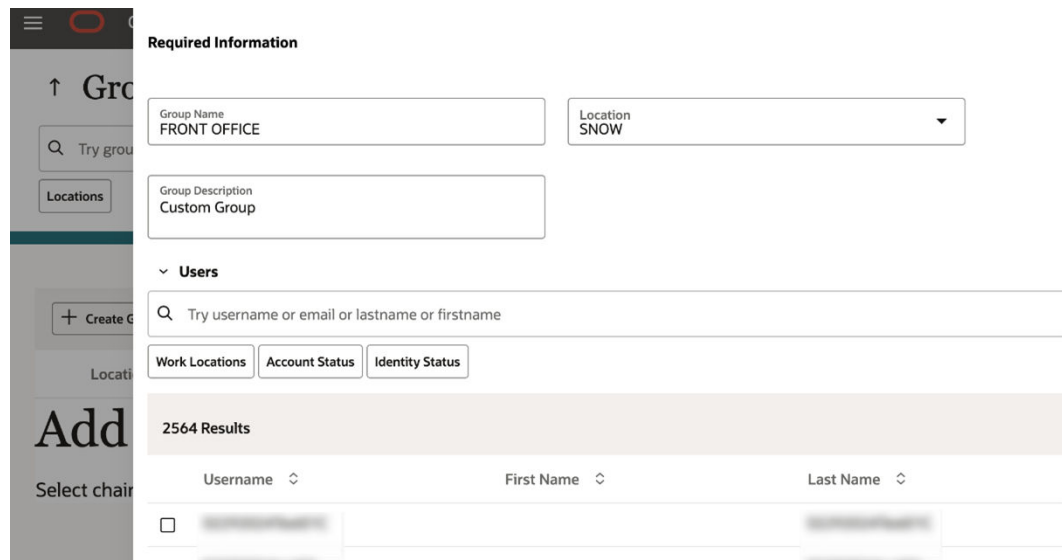 Required Information
Gro
Group Name
FRONT OFFICE
Location
SNOW
Try grou
Locations
Group Description
Custom Group
Users
Try username or email or lastname or firstname
+ Create G
Work Locations Account Status Identity Status
Locati
Add
2564 Results
Select chair
Username First Name Last Name